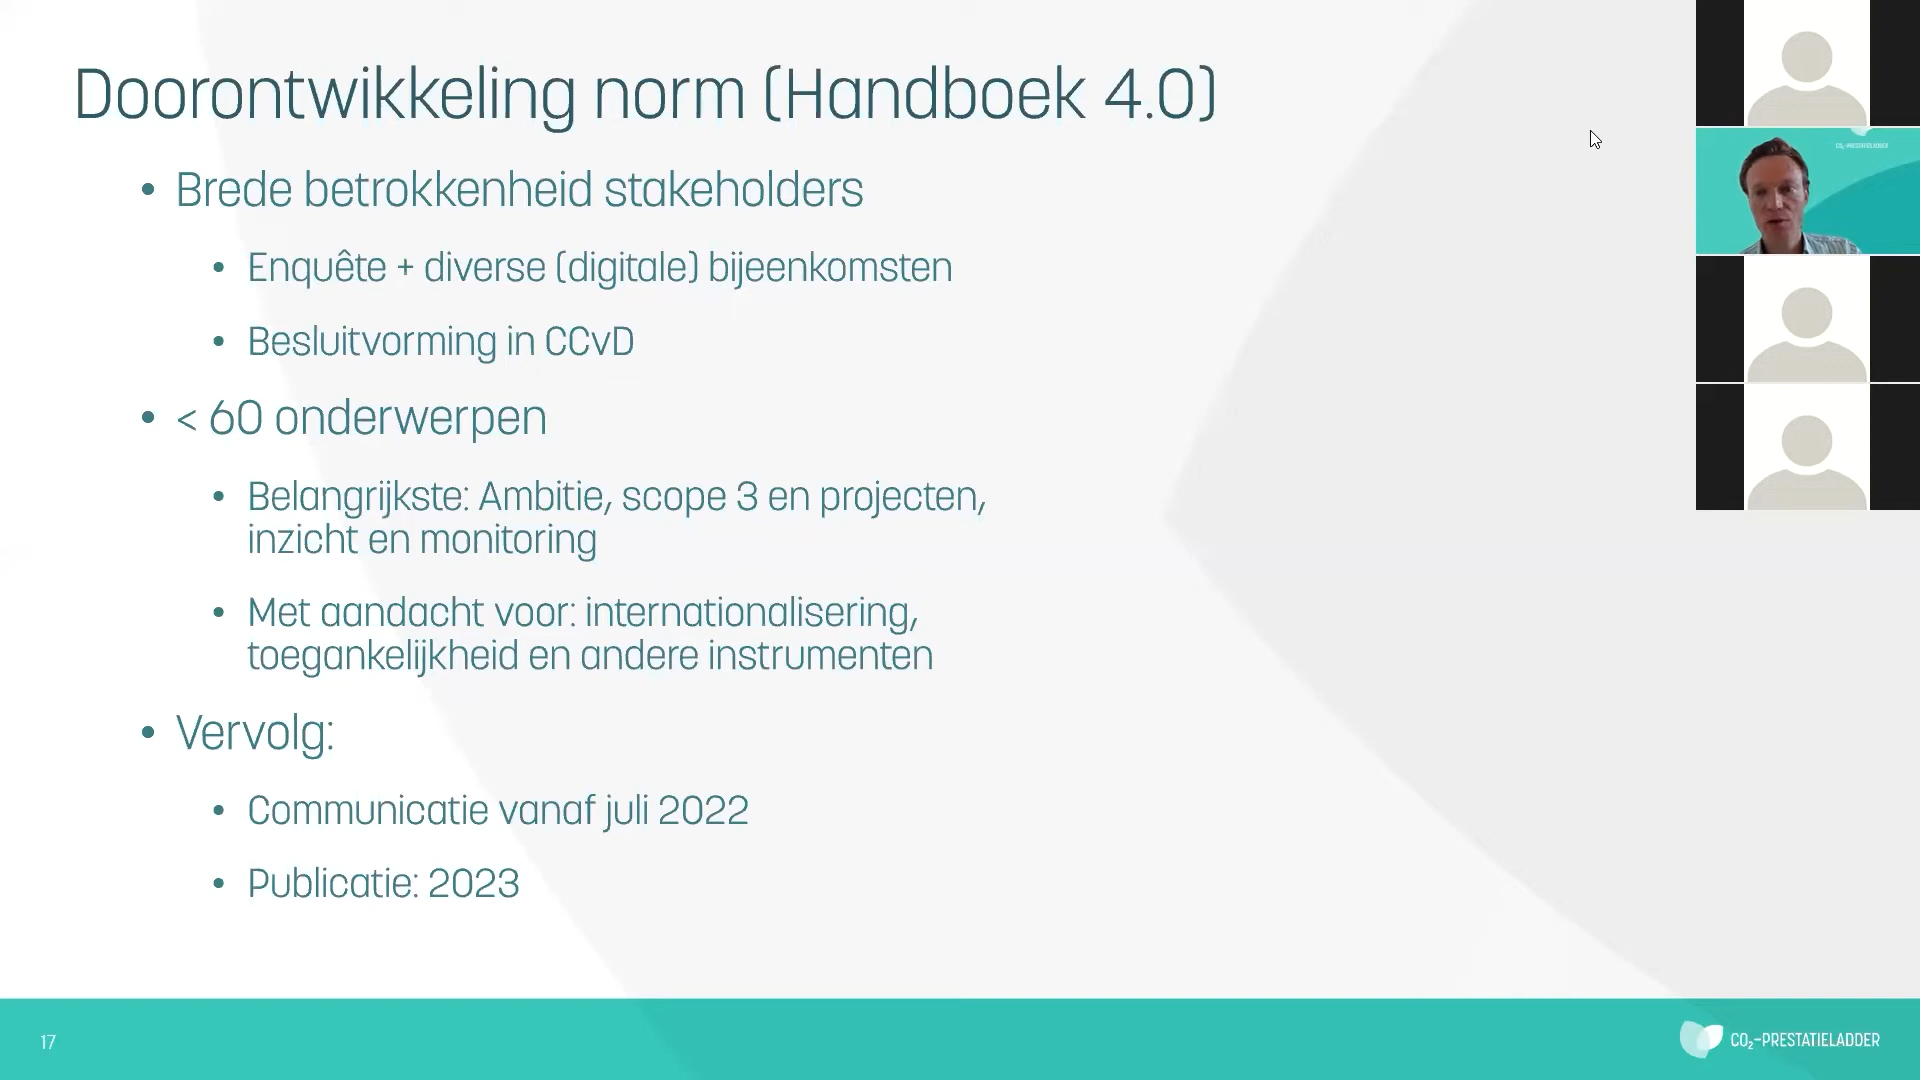 Doorontwikkeling norm (Handboek 4.0)
• Brede betrokkenheid stakeholders
• Enquête + diverse (digitale) bijeenkomsten
• Besluitvorming in CCvD
• < 60 onderwerpen
• Belangrijkste: Ambitie, scope 3 en projecten,
inzicht en monitoring
• Met aandacht voor: internationalisering,
toegankelijkheid en andere instrumenten
• Vervolg:
• Communicatie vanaf juli 2022
• Publicatie: 2023
17
CO₂-PRESTATIELADDER
CO₂-PRESTATIELADDER